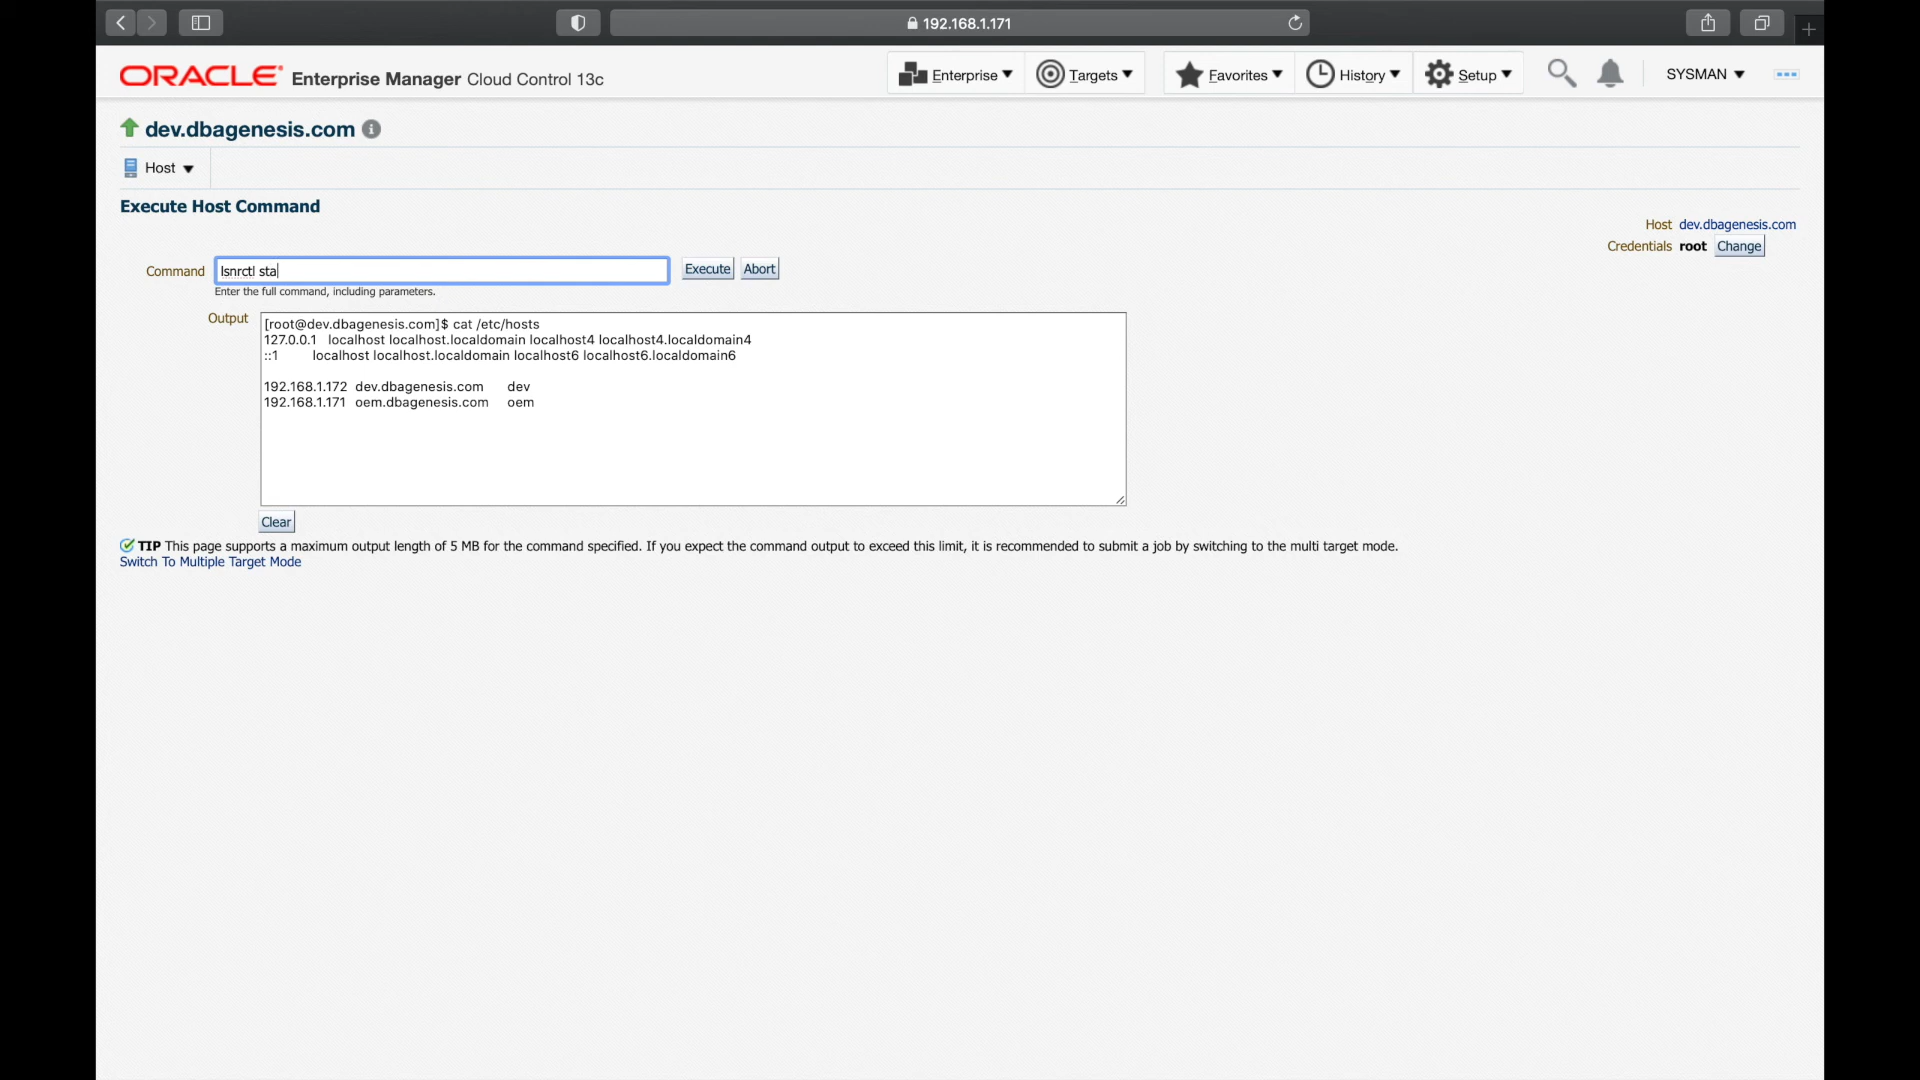 192.168.1.171
ORACLE Enterprise Manager Cloud Control 13c
Enterprise
Targets
Favorites
History
Setup
SYSMAN
dev.dbagenesis.com
Host
Execute Host Command
Host dev.dbagenesis.com
Credentials root Change
Command lsnrctl sta Execute Abort
Enter the full command, including parameters.
Output
[root@dev.dbagenesis.com]$ cat /etc/hosts
127.0.0.1 localhost localhost.localdomain localhost4 localhost4.localdomain4
::1 localhost localhost.localdomain localhost6 localhost6.localdomain6
192.168.1.172 dev.dbagenesis.com dev
192.168.1.171 oem.dbagenesis.com oem
Clear
TIP This page supports a maximum output length of 5 MB for the command specified. If you expect the command output to exceed this limit, it is recommended to submit a job by switching to the multi target mode.
Switch To Multiple Target Mode